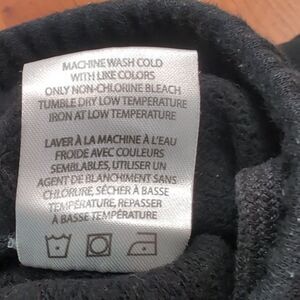 MACHINE WASH COLD
WITH LIKE COLORS
ONLY NON-CHLORINE BLEACH
TUMBLE DRY LOW TEMPERATURE
IRON AT LOW TEMPERATURE
LAVER À LA MACHINE À L'EAU
FROIDE AVEC COULEURS
SEMBLABLES, UTILISER UN
AGENT DE BLANCHIMENT SANS
CHLORURE, SÉCHER À BASSE
TEMPÉRATURE, REPASSER
À BASSE TEMPÉRATURE